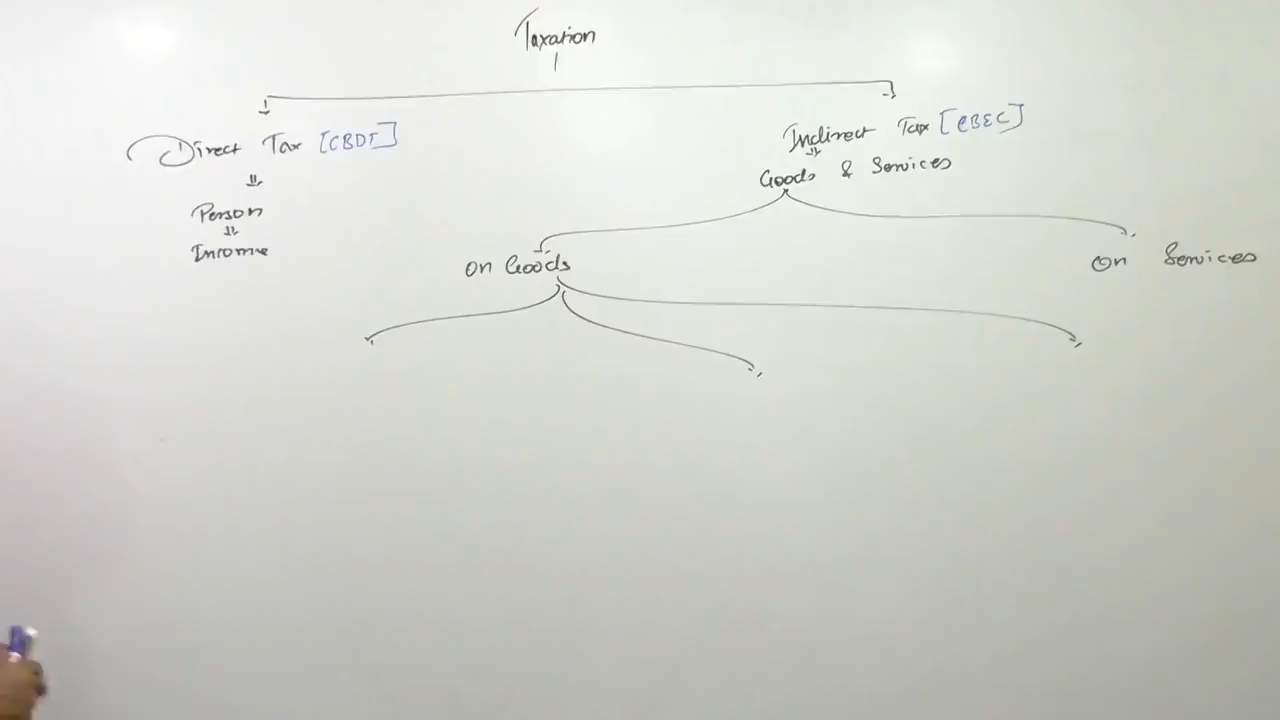 Taxation
Direct Tax [CBDT]
Person
Income
Indirect Tax [CBEC]
Goods & Services
On Goods
On Services